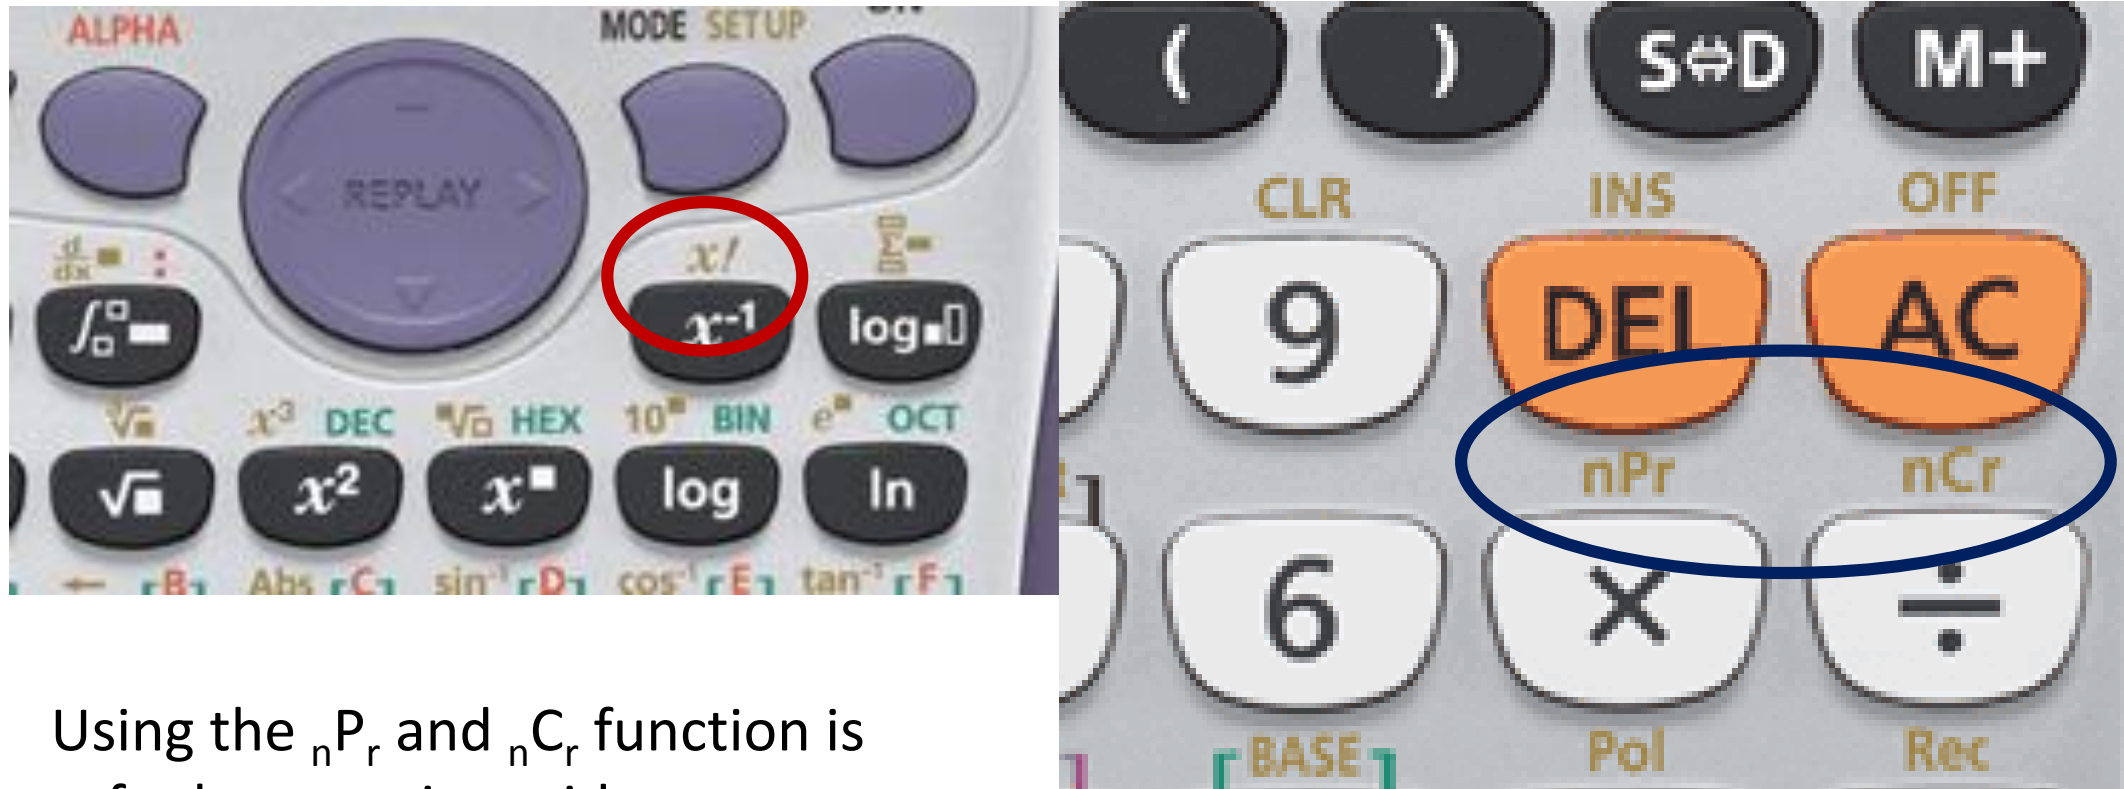 ALPHA
MODE SETUP
REPLAY
x!
d/dx■ :
Σ
x⁻¹
log
x³ DEC HEX 10■ BIN e■ OCT
√■ x² x■ log ln
← [B] Abs [C] sin⁻¹ [D] cos⁻¹ [E] tan⁻¹ [F]
Using the nPr and nCr function is
( ) S⇔D M+
CLR INS OFF
9 DEL AC
nPr nCr
6 × ÷
[BASE] Pol Rec